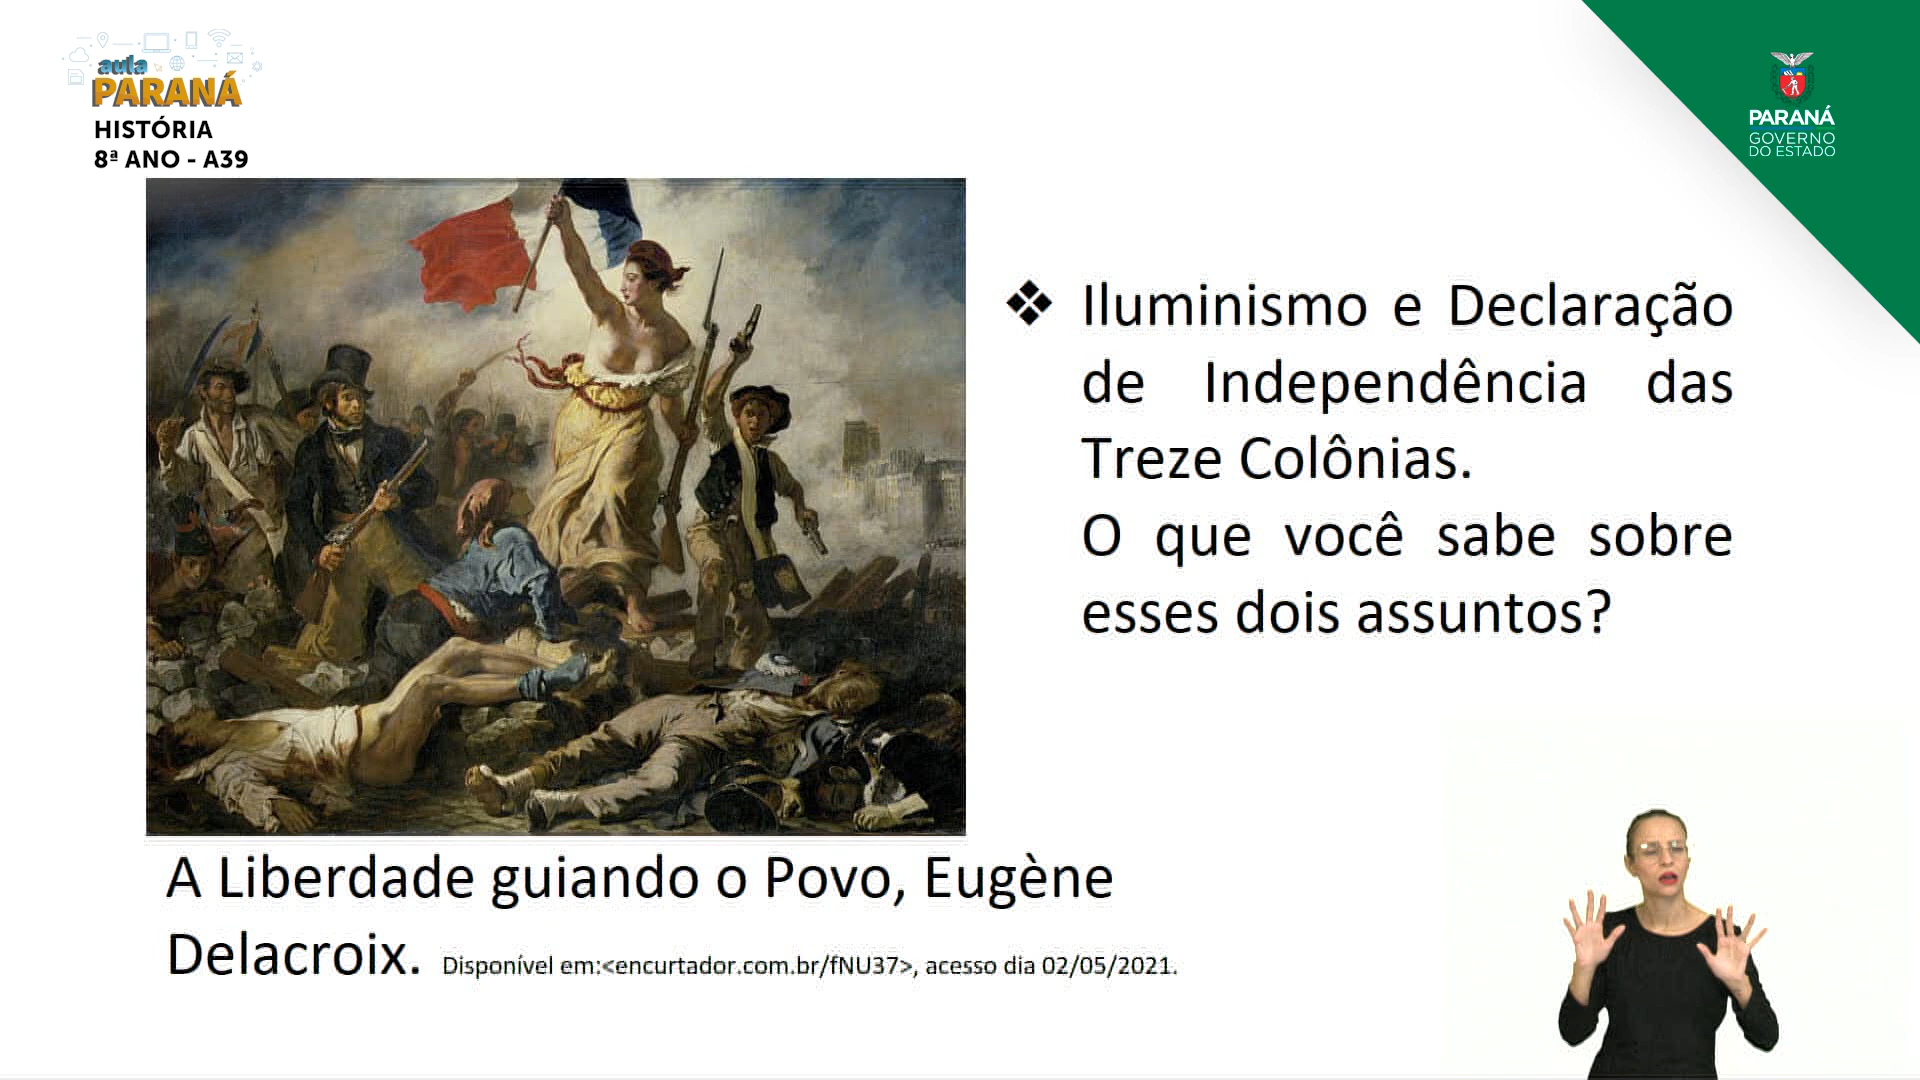 aula
PARANÁ
HISTÓRIA
8ª ANO - A39
PARANÁ
GOVERNO
DO ESTADO
❖ Iluminismo e Declaração
de Independência das
Treze Colônias.
O que você sabe sobre
esses dois assuntos?
A Liberdade guiando o Povo, Eugène
Delacroix. Disponível em:<encurtador.com.br/fNU37>, acesso dia 02/05/2021.